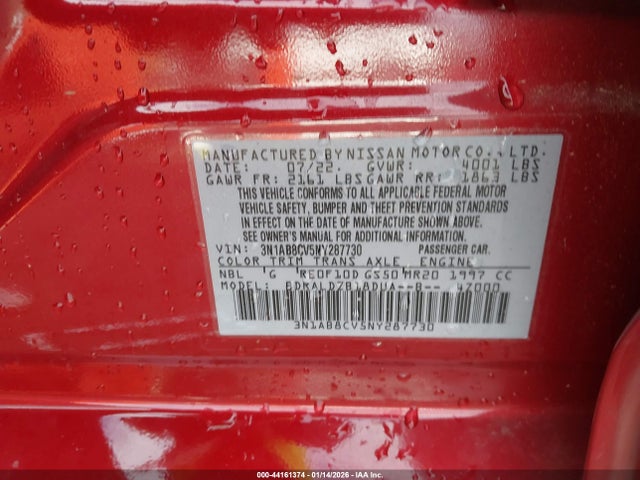 MANUFACTURED BY NISSAN MOTOR CO., LTD.
DATE: 07/22 GVWR: 4001 LBS
GAWR FR: 2161 LBS GAWR RR: 1863 LBS
THIS VEHICLE CONFORMS TO ALL APPLICABLE FEDERAL MOTOR
VEHICLE SAFETY, BUMPER AND THEFT PREVENTION STANDARDS
IN EFFECT ON THE DATE OF MANUFACTURE SHOWN ABOVE.
SEE OWNER'S MANUAL FOR ADDITIONAL INFORMATION.
VIN: 3N1AB8CV5NY287730 PASSENGER CAR.
COLOR TRIM TRANS AXLE ENGINE
NBL G RE0F10D GS50 MR20 1997 CC
MODEL:
3N1AB8CV5NY287730
000-44161374 | 01/14/2026 - IAA, Inc.